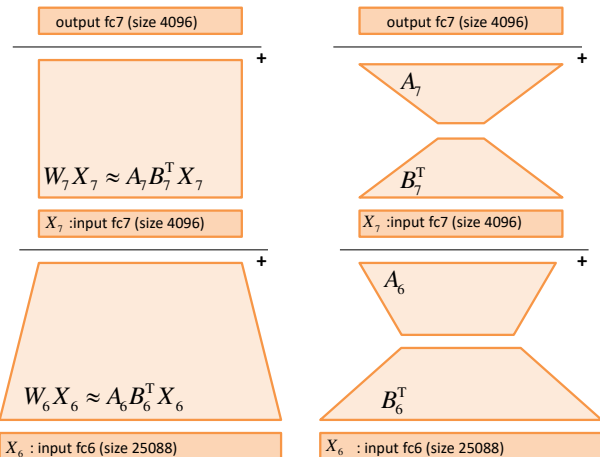 output fc7 (size 4096)
output fc7 (size 4096)
+
+
A₇
W₇X₇ ≈ A₇B₇ᵀX₇
B₇ᵀ
X₇ :input fc7 (size 4096)
X₇ :input fc7 (size 4096)
+
+
A₆
W₆X₆ ≈ A₆B₆ᵀX₆
B₆ᵀ
X₆ : input fc6 (size 25088)
X₆ : input fc6 (size 25088)